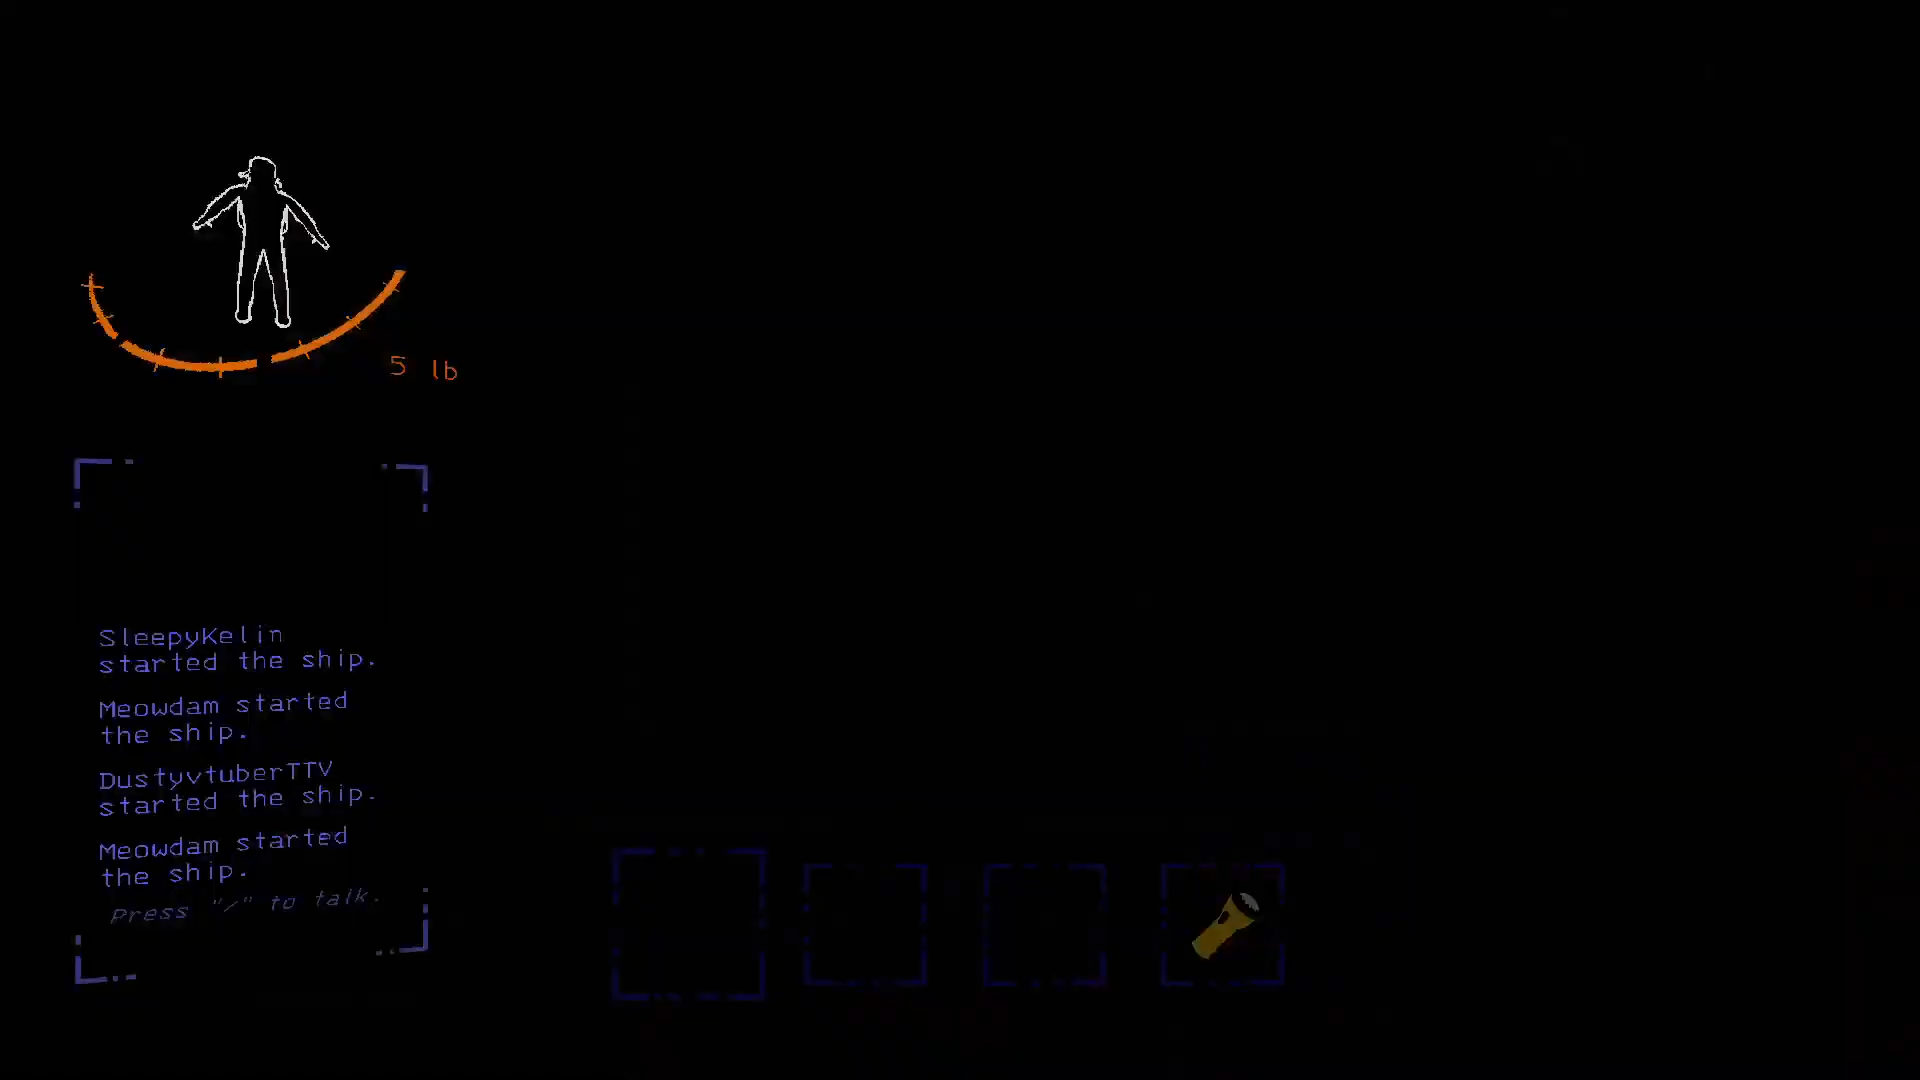 5 lb
SleepyKelin
started the ship.
Meowdam started
the ship.
DustyvtuberTTV
started the ship.
Meowdam started
the ship.
Press "/" to talk.